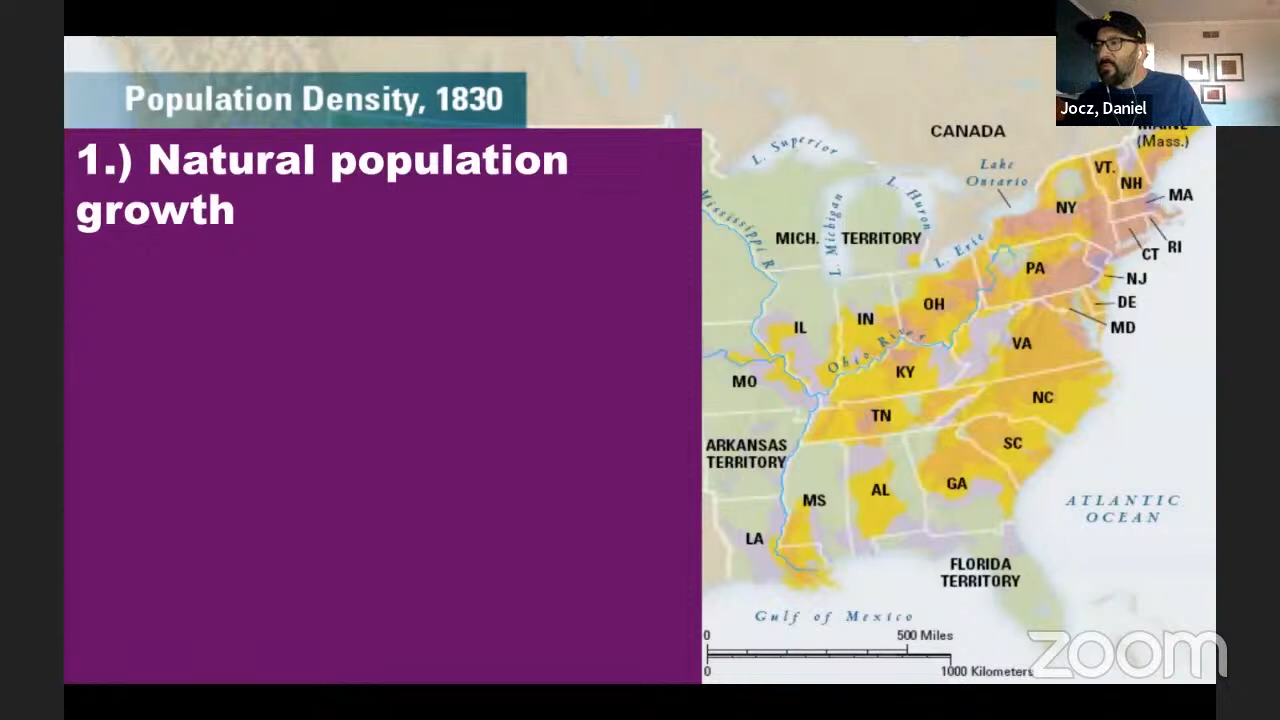 Population Density, 1830
1.) Natural population
growth
Jocz, Daniel
CANADA
MAINE
(Mass.)
L. Superior
Lake
Ontario
VT.
NH
MA
NY
L. Huron
L. Michigan
Mississippi R.
MICH. TERRITORY
L. Erie
CT
RI
PA
NJ
OH
DE
IN
IL
MD
Ohio River
VA
KY
MO
NC
TN
ARKANSAS
TERRITORY
SC
GA
AL
MS
ATLANTIC
OCEAN
LA
FLORIDA
TERRITORY
Gulf of Mexico
0
500 Miles
0
1000 Kilometers
zoom